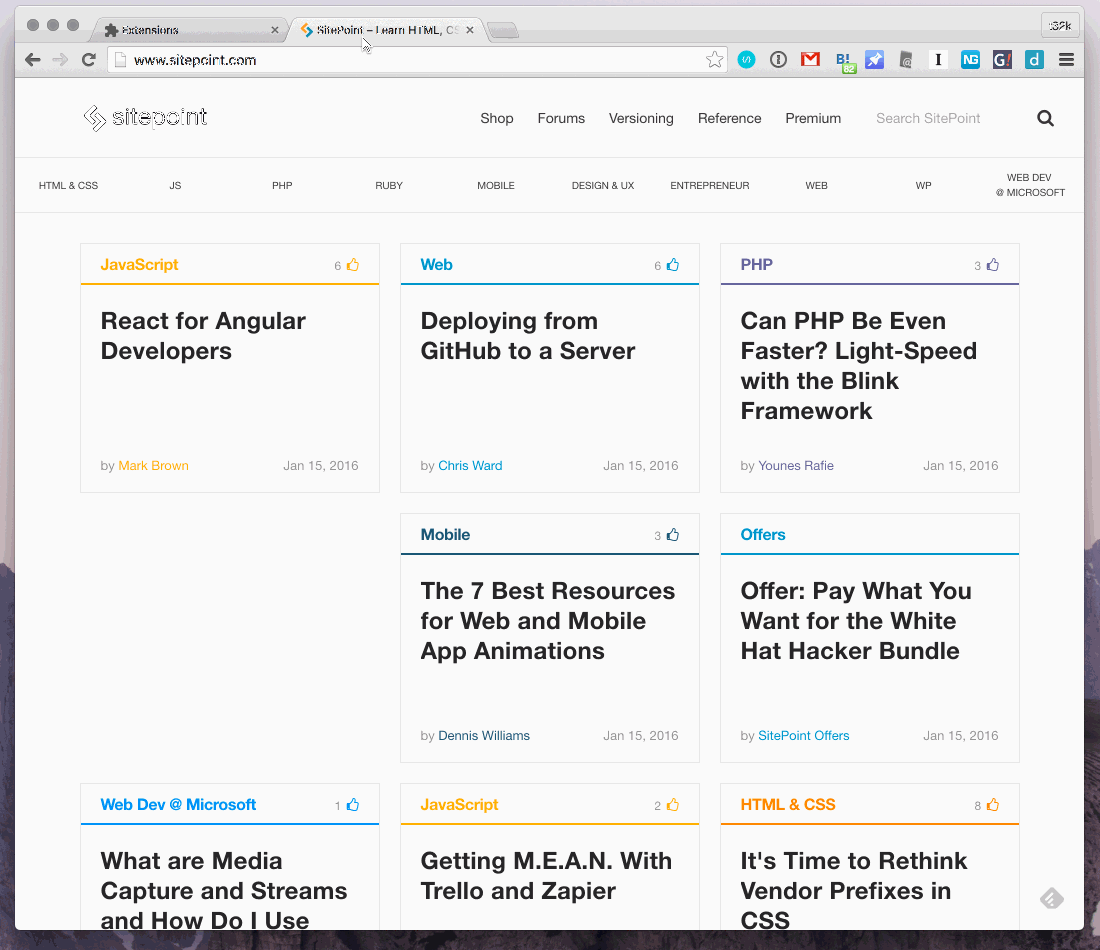 Extensions
SitePoint – Learn HTML, CS
www.sitepoint.com
82
sitepoint
Shop Forums Versioning Reference Premium Search SitePoint
HTML & CSS JS PHP RUBY MOBILE DESIGN & UX ENTREPRENEUR WEB WP WEB DEV
@ MICROSOFT
JavaScript 6
React for Angular
Developers
by Mark Brown Jan 15, 2016
Web 6
Deploying from
GitHub to a Server
by Chris Ward Jan 15, 2016
PHP 3
Can PHP Be Even
Faster? Light-Speed
with the Blink
Framework
by Younes Rafie Jan 15, 2016
Mobile 3
The 7 Best Resources
for Web and Mobile
App Animations
by Dennis Williams Jan 15, 2016
Offers
Offer: Pay What You
Want for the White
Hat Hacker Bundle
by SitePoint Offers Jan 15, 2016
Web Dev @ Microsoft 1
What are Media
Capture and Streams
and How Do I Use
JavaScript 2
Getting M.E.A.N. With
Trello and Zapier
HTML & CSS 8
It's Time to Rethink
Vendor Prefixes in
CSS